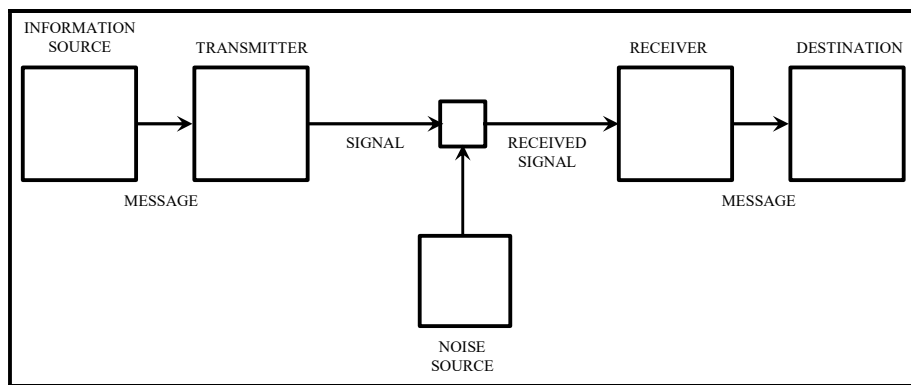 INFORMATION
SOURCE
TRANSMITTER
RECEIVER
DESTINATION
SIGNAL
RECEIVED
SIGNAL
MESSAGE
MESSAGE
NOISE
SOURCE